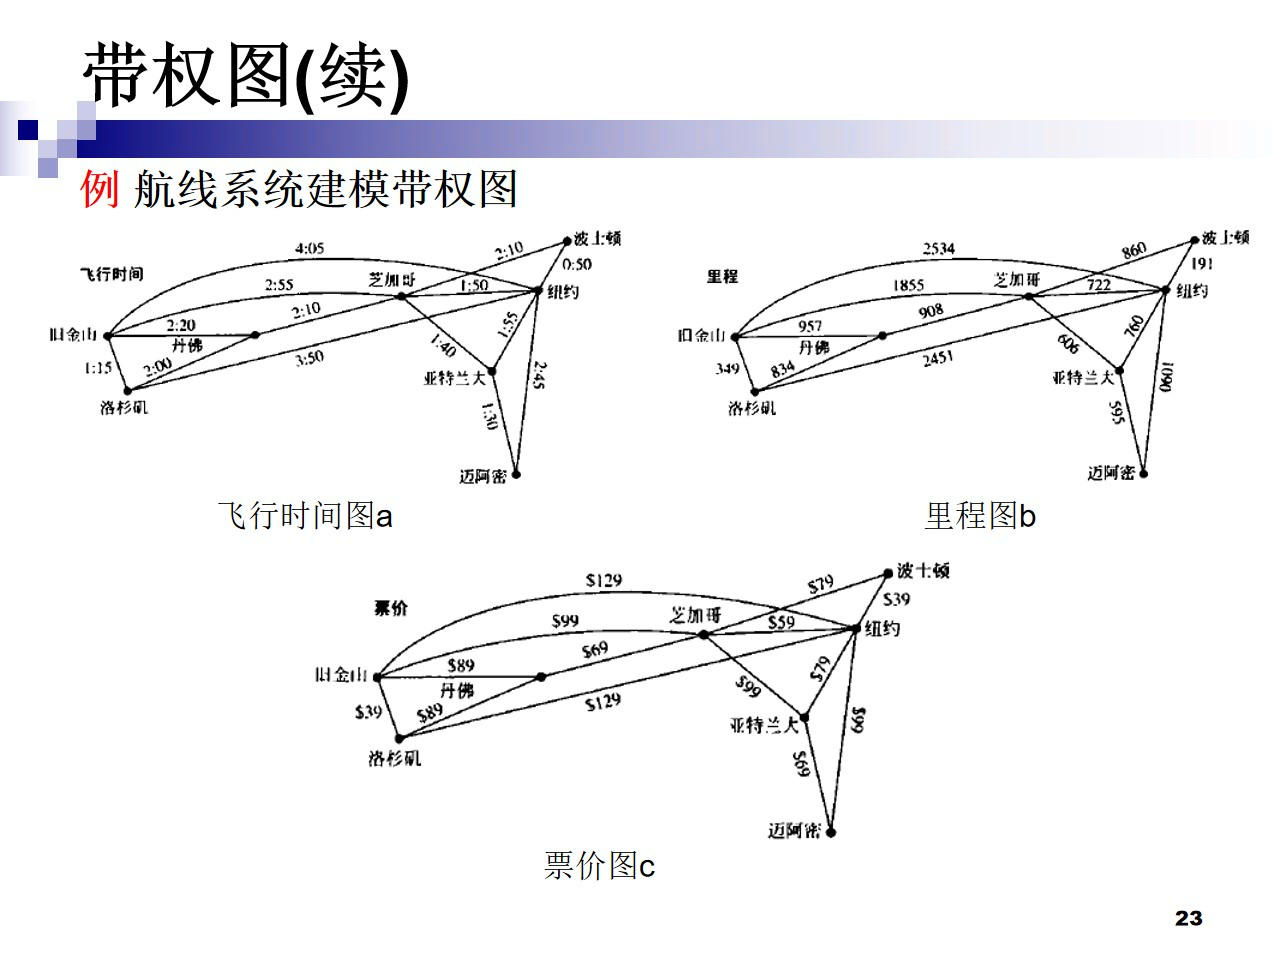 带权图(续)
例 航线系统建模带权图
飞行时间
4:05
2:10
波士顿
0:50
2:55
芝加哥
1:50
纽约
2:10
旧金山
2:20
丹佛
1:15
2:00
3:50
1:40
1:55
亚特兰大
2:45
洛杉矶
1:30
迈阿密
飞行时间图a
里程
2534
860
波士顿
191
1855
芝加哥
722
纽约
908
旧金山
957
丹佛
349
834
2451
606
760
亚特兰大
1090
洛杉矶
595
迈阿密
里程图b
票价
$129
$79
波士顿
$39
$99
芝加哥
$59
纽约
$69
旧金山
$89
丹佛
$39
$89
$129
$99
$79
亚特兰大
$99
洛杉矶
$69
迈阿密
票价图c
23